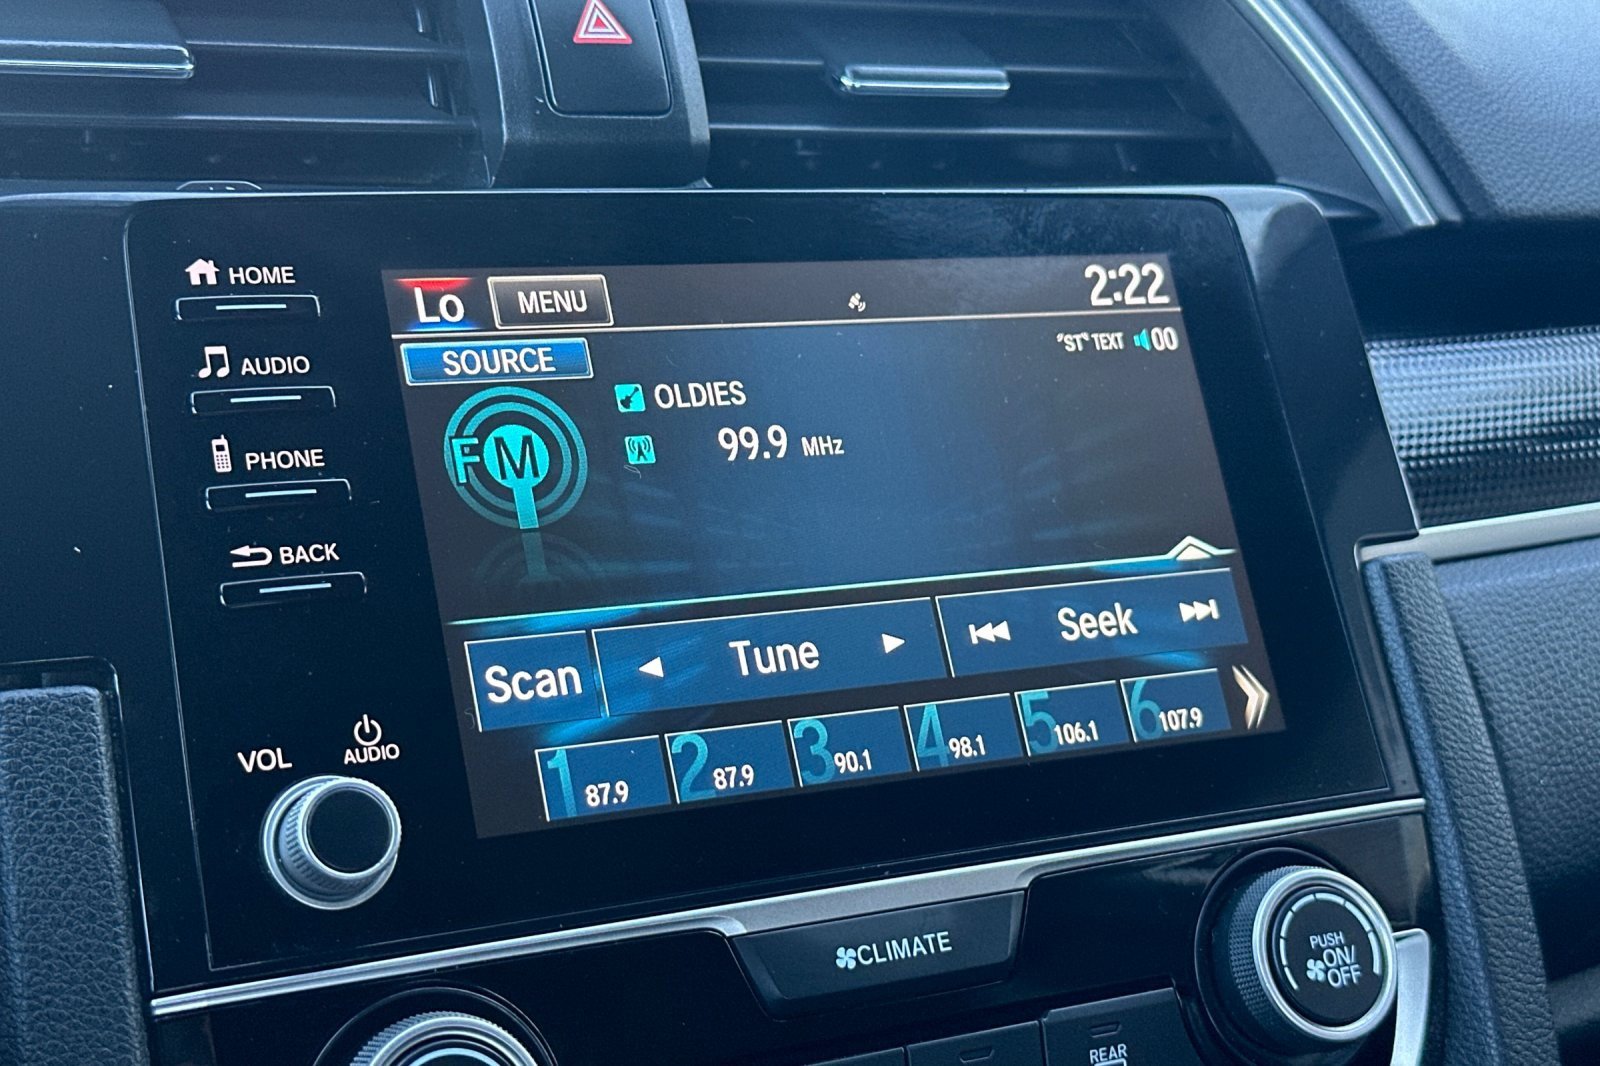 HOME
AUDIO
PHONE
BACK
VOL
AUDIO
Lo MENU 2:22
SOURCE "ST" TEXT 00
FM OLDIES
99.9 MHz
Scan Tune Seek
1 87.9 2 87.9 3 90.1 4 98.1 5 106.1 6 107.9
CLIMATE
PUSH
ON/
OFF
REAR